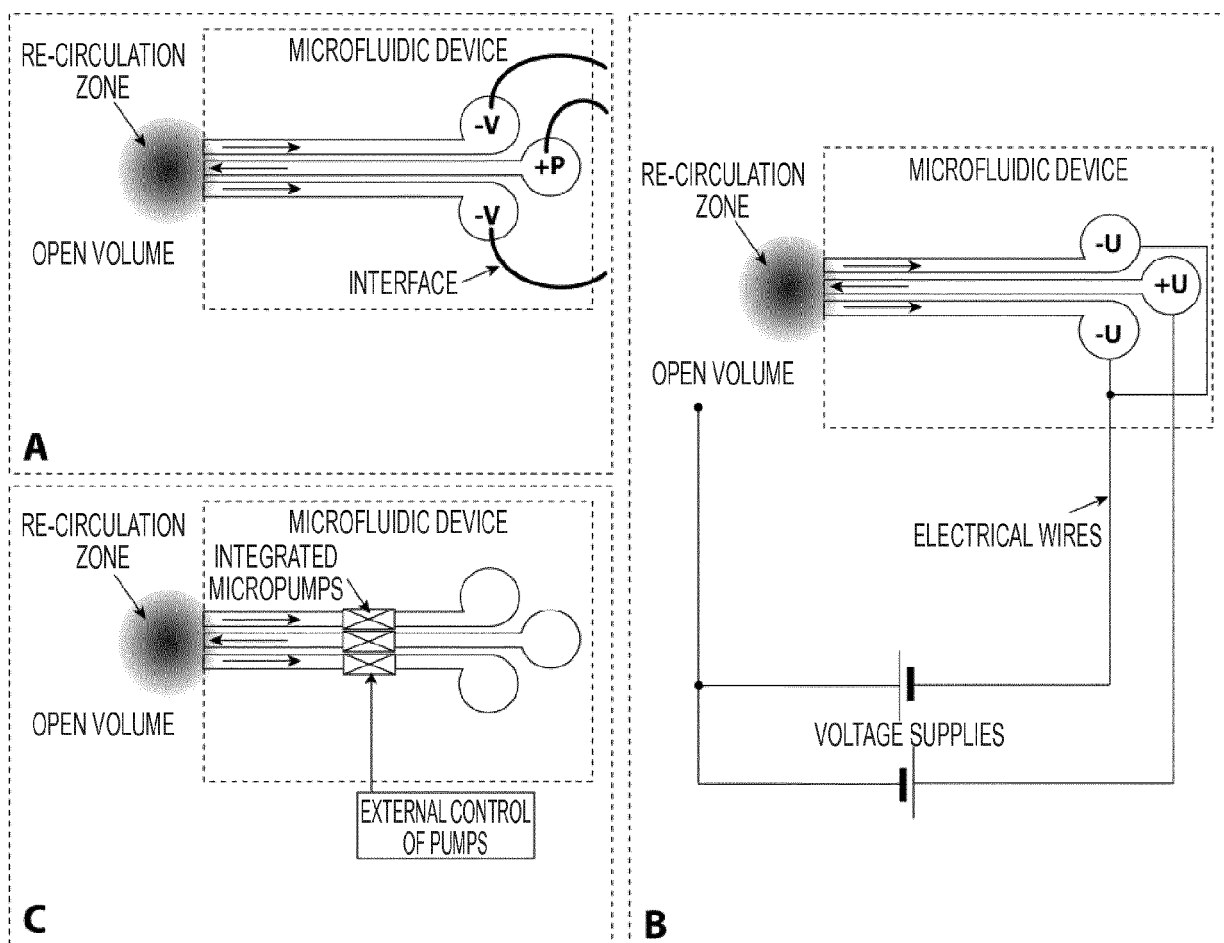 RE-CIRCULATION
ZONE
MICROFLUIDIC DEVICE
-V
+P
-V
OPEN VOLUME
INTERFACE
A
RE-CIRCULATION
ZONE
MICROFLUIDIC DEVICE
INTEGRATED
MICROPUMPS
OPEN VOLUME
EXTERNAL CONTROL
OF PUMPS
C
RE-CIRCULATION
ZONE
MICROFLUIDIC DEVICE
-U
+U
-U
OPEN VOLUME
ELECTRICAL WIRES
VOLTAGE SUPPLIES
B